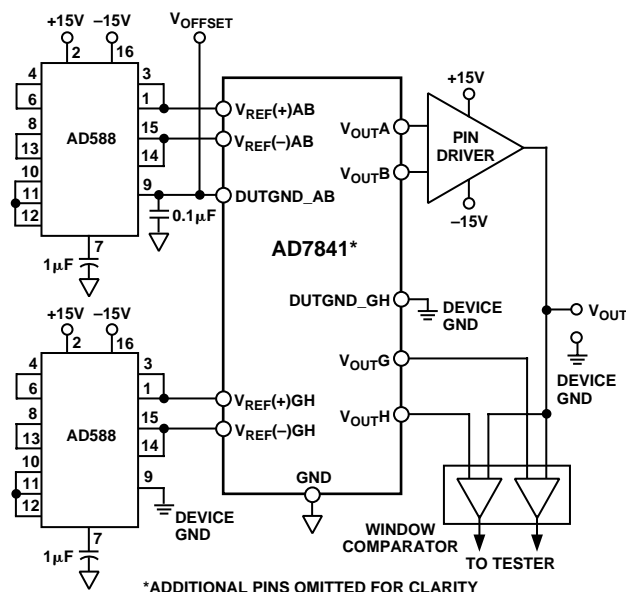 +15V –15V VOFFSET
2 16
4 3
6 1 VREF(+)AB
8 AD588 15 VREF(–)AB
13 14
10
11 9 DUTGND_AB
12
7 0.1µF
1µF
+15V –15V
2 16
4 3
6 1 VREF(+)GH
8 AD588 15 VREF(–)GH
13 14
10
11 9
12 DEVICE
GND
7
1µF
AD7841*
VOUTA
VOUTB
DUTGND_GH
VOUTG
VOUTH
GND
+15V
PIN
DRIVER
–15V
DEVICE
GND
VOUT
DEVICE
GND
WINDOW
COMPARATOR
TO TESTER
*ADDITIONAL PINS OMITTED FOR CLARITY